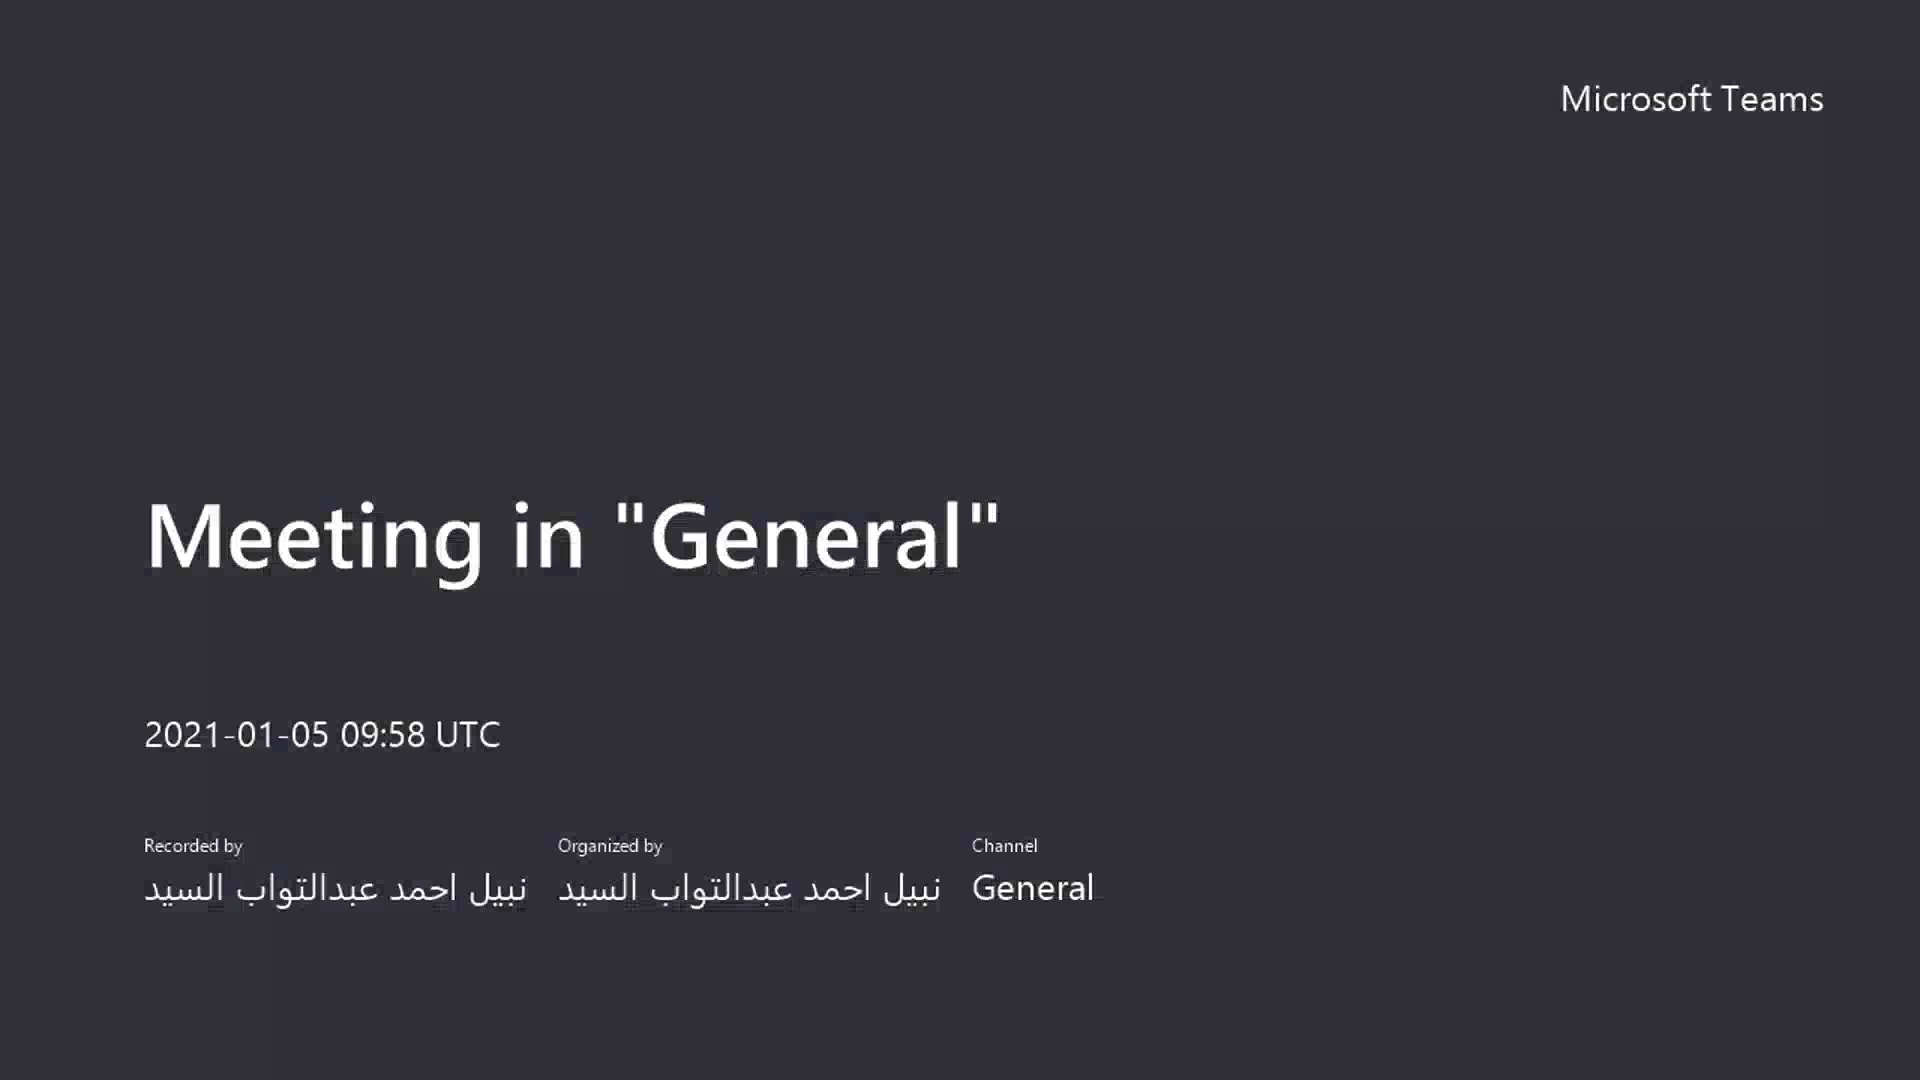 Microsoft Teams
Meeting in "General"
2021-01-05 09:58 UTC
Recorded by
نبيل احمد عبدالتواب السيد
Organized by
نبيل احمد عبدالتواب السيد
Channel
General